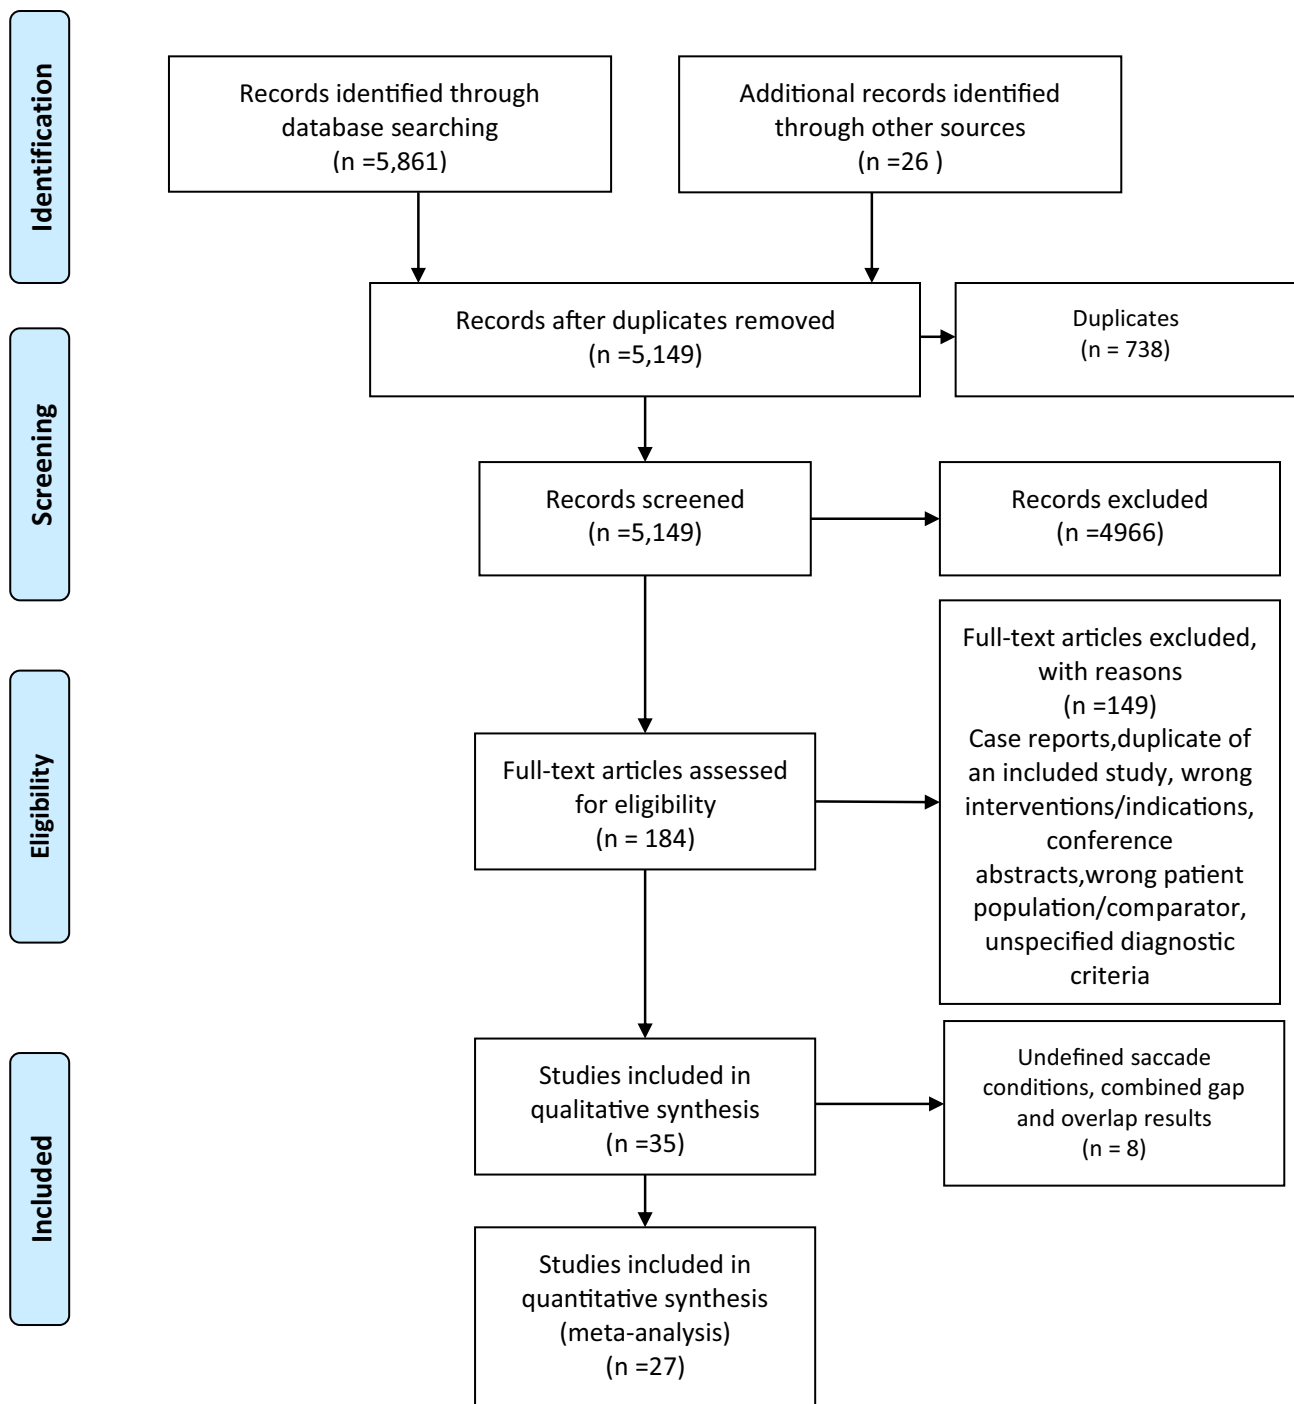 Identification
Records identified through
database searching
(n =5,861)
Additional records identified
through other sources
(n =26 )
Records after duplicates removed
(n =5,149)
Duplicates
(n = 738)
Screening
Records screened
(n =5,149)
Records excluded
(n =4966)
Eligibility
Full-text articles assessed
for eligibility
(n = 184)
Full-text articles excluded,
with reasons
(n =149)
Case reports,duplicate of
an included study, wrong
interventions/indications,
conference
abstracts,wrong patient
population/comparator,
unspecified diagnostic
criteria
Included
Studies included in
qualitative synthesis
(n =35)
Undefined saccade
conditions, combined gap
and overlap results
(n = 8)
Studies included in
quantitative synthesis
(meta-analysis)
(n =27)